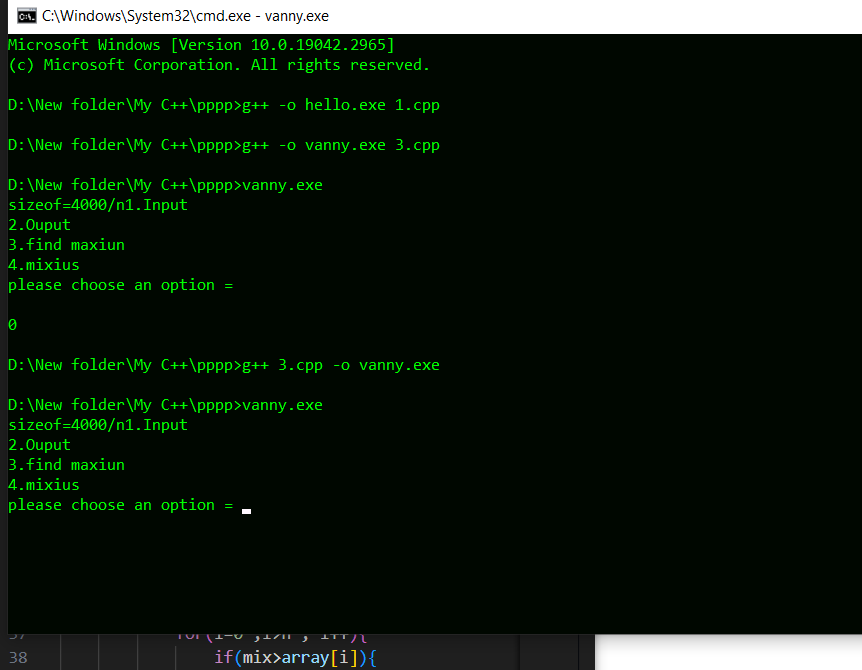 C:\Windows\System32\cmd.exe - vanny.exe
Microsoft Windows [Version 10.0.19042.2965]
(c) Microsoft Corporation. All rights reserved.
D:\New folder\My C++\pppp>g++ -o hello.exe 1.cpp
D:\New folder\My C++\pppp>g++ -o vanny.exe 3.cpp
D:\New folder\My C++\pppp>vanny.exe
sizeof=4000/n1.Input
2.Ouput
3.find maxiun
4.mixius
please choose an option =
0
D:\New folder\My C++\pppp>g++ 3.cpp -o vanny.exe
D:\New folder\My C++\pppp>vanny.exe
sizeof=4000/n1.Input
2.Ouput
3.find maxiun
4.mixius
please choose an option =
38 if(mix>array[i]){